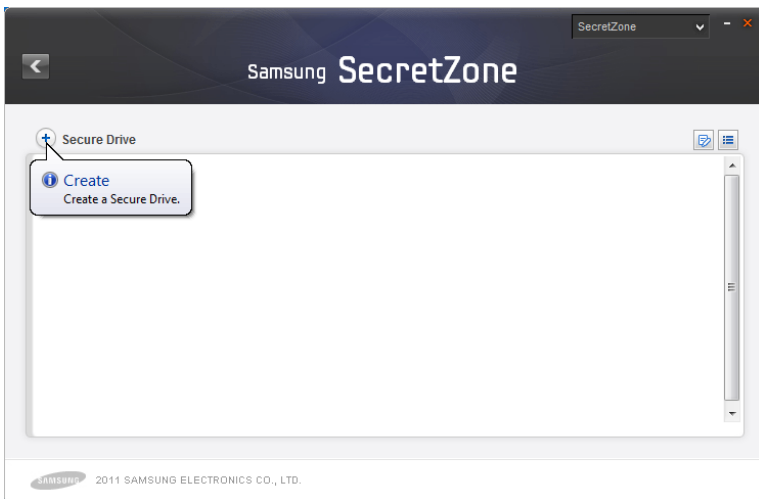 SecretZone
Samsung SecretZone
Secure Drive
Create
Create a Secure Drive.
SAMSUNG 2011 SAMSUNG ELECTRONICS CO., LTD.